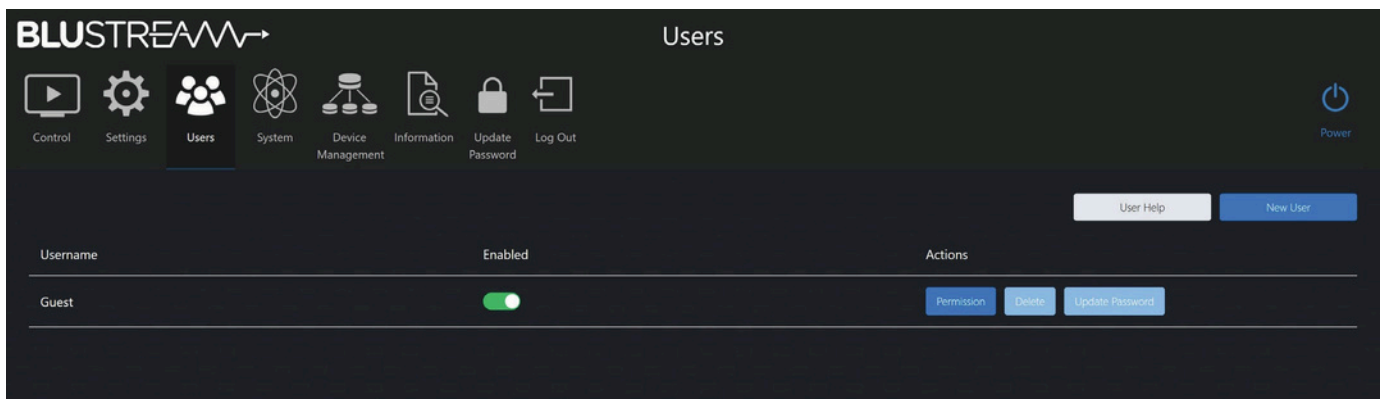 BLUSTREAM
Users
Control
Settings
Users
System
Device
Management
Information
Update
Password
Log Out
Power
User Help
New User
Username
Enabled
Actions
Guest
Permission
Delete
Update Password